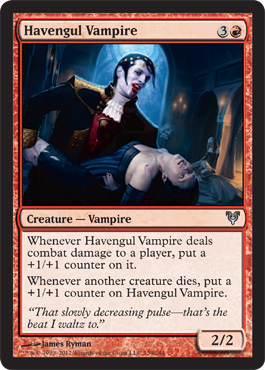 Havengul Vampire 3
Creature — Vampire
Whenever Havengul Vampire deals
combat damage to a player, put a
+1/+1 counter on it.
Whenever another creature dies, put a
+1/+1 counter on Havengul Vampire.
“That slowly decreasing pulse—that’s the
beat I waltz to.”
2/2
James Ryman